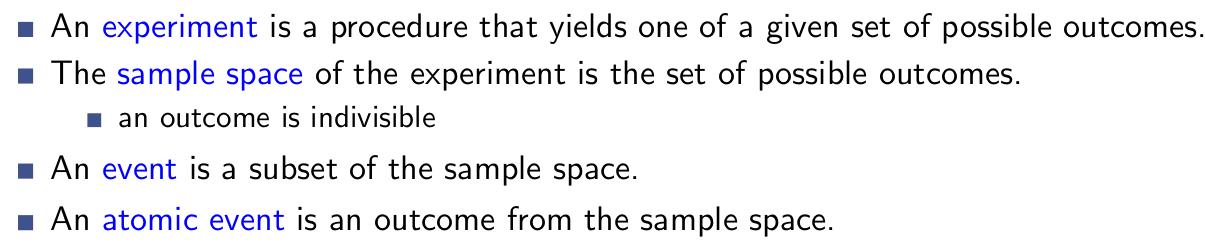 An experiment is a procedure that yields one of a given set of possible outcomes.
The sample space of the experiment is the set of possible outcomes.
an outcome is indivisible
An event is a subset of the sample space.
An atomic event is an outcome from the sample space.